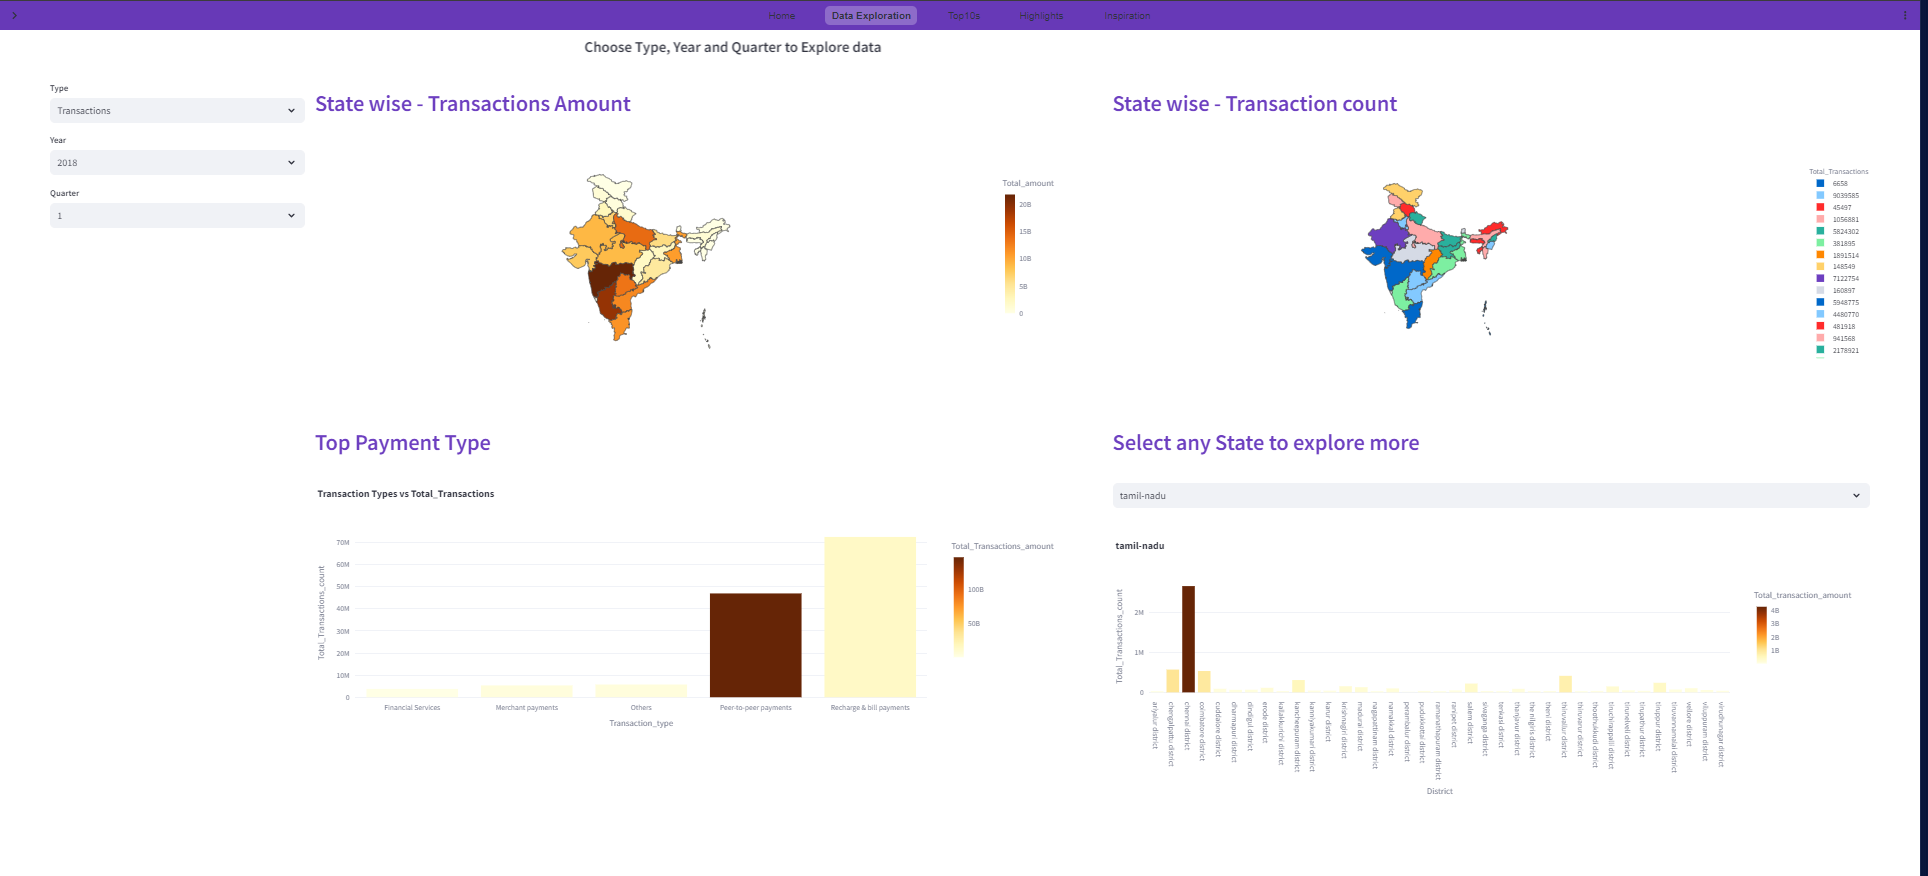 Home
Data Exploration
Top10s
Highlights
Inspiration
Choose Type, Year and Quarter to Explore data
Type
Transactions
Year
2018
Quarter
1
State wise - Transactions Amount
Total_amount
20B
15B
10B
5B
0
State wise - Transaction count
Total_Transactions
6658
9039585
45497
1056881
5824302
381895
1891514
148549
7122754
160897
5948775
4480770
481918
941568
2178921
Top Payment Type
Transaction Types vs Total_Transactions
Total_Transactions_count
70M
60M
50M
40M
30M
20M
10M
0
Financial Services
Merchant payments
Others
Peer-to-peer payments
Recharge & bill payments
Transaction_type
Total_Transactions_amount
100B
50B
Select any State to explore more
tamil-nadu
tamil-nadu
Total_Transactions_count
2M
1M
0
ariyalur district
chengalpattu district
chennai district
coimbatore district
cuddalore district
dharmapuri district
dindigul district
erode district
kallakkurichi district
kancheepuram district
kanniyakumari district
karur district
krishnagiri district
madurai district
nagapattinam district
namakkal district
perambalur district
pudukkottai district
ramanathapuram district
ranipet district
salem district
sivaganga district
tenkasi district
thanjavur district
the nilgiris district
theni district
thiruvallur district
thiruvarur district
thoothukkudi district
tiruchirappalli district
tirunelveli district
tirupathur district
tiruppur district
tiruvannamalai district
vellore district
viluppuram district
virudhunagar district
District
Total_transaction_amount
4B
3B
2B
1B